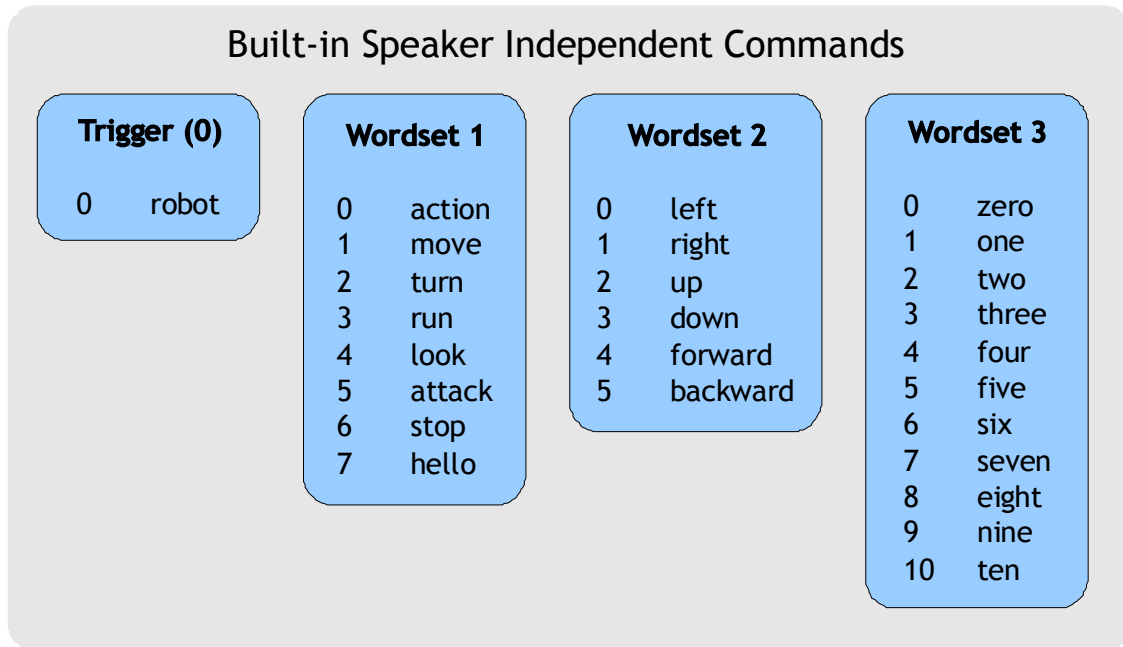 Built-in Speaker Independent Commands
Trigger (0)
0 robot
Wordset 1
0 action
1 move
2 turn
3 run
4 look
5 attack
6 stop
7 hello
Wordset 2
0 left
1 right
2 up
3 down
4 forward
5 backward
Wordset 3
0 zero
1 one
2 two
3 three
4 four
5 five
6 six
7 seven
8 eight
9 nine
10 ten